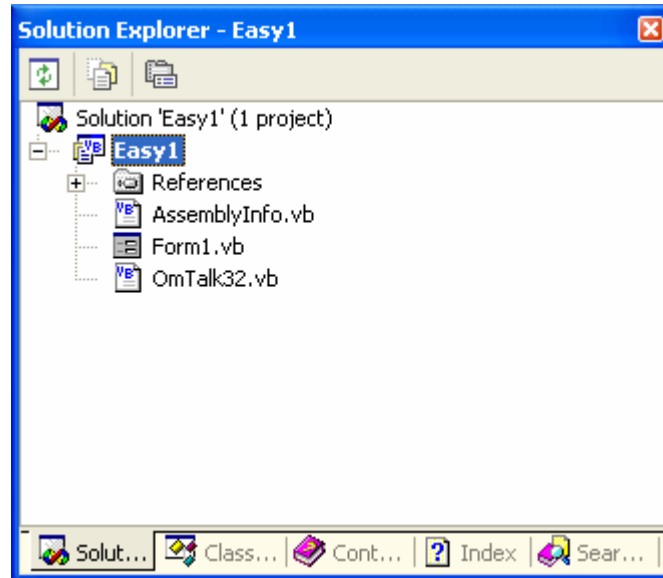 Solution Explorer - Easy1
Solution 'Easy1' (1 project)
Easy1
References
AssemblyInfo.vb
Form1.vb
OmTalk32.vb
Solut... Class... Cont... Index Sear...